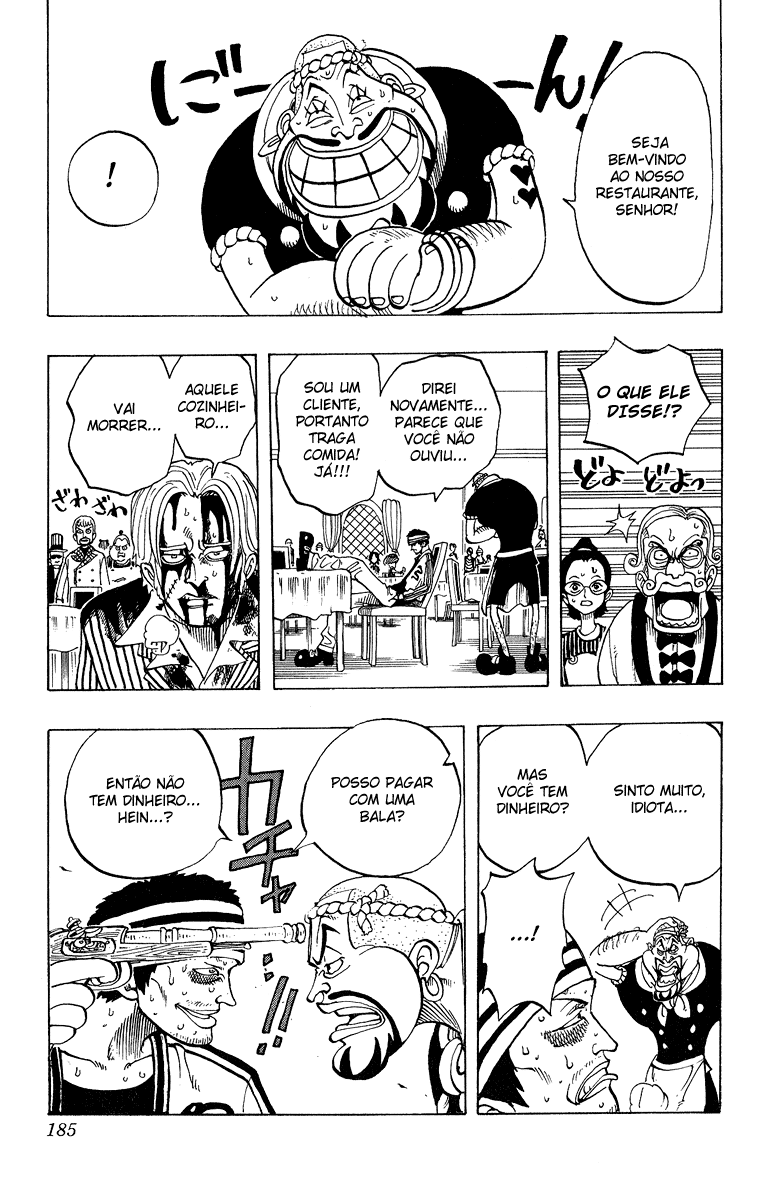 にーーん!
SEJA
BEM-VINDO
AO NOSSO
RESTAURANTE,
SENHOR!
!
O QUE ELE
DISSE!?
どよ どよっ
DIREI
NOVAMENTE...
PARECE QUE
VOCÊ NÃO
OUVIU...
SOU UM
CLIENTE,
PORTANTO
TRAGA
COMIDA!
JÁ!!!
AQUELE
COZINHEI-
RO...
VAI
MORRER...
ざわざわ
SINTO MUITO,
IDIOTA...
MAS
VOCÊ TEM
DINHEIRO?
...!
POSSO PAGAR
COM UMA
BALA?
カチャ
!!
ENTÃO NÃO
TEM DINHEIRO...
HEIN...?
185